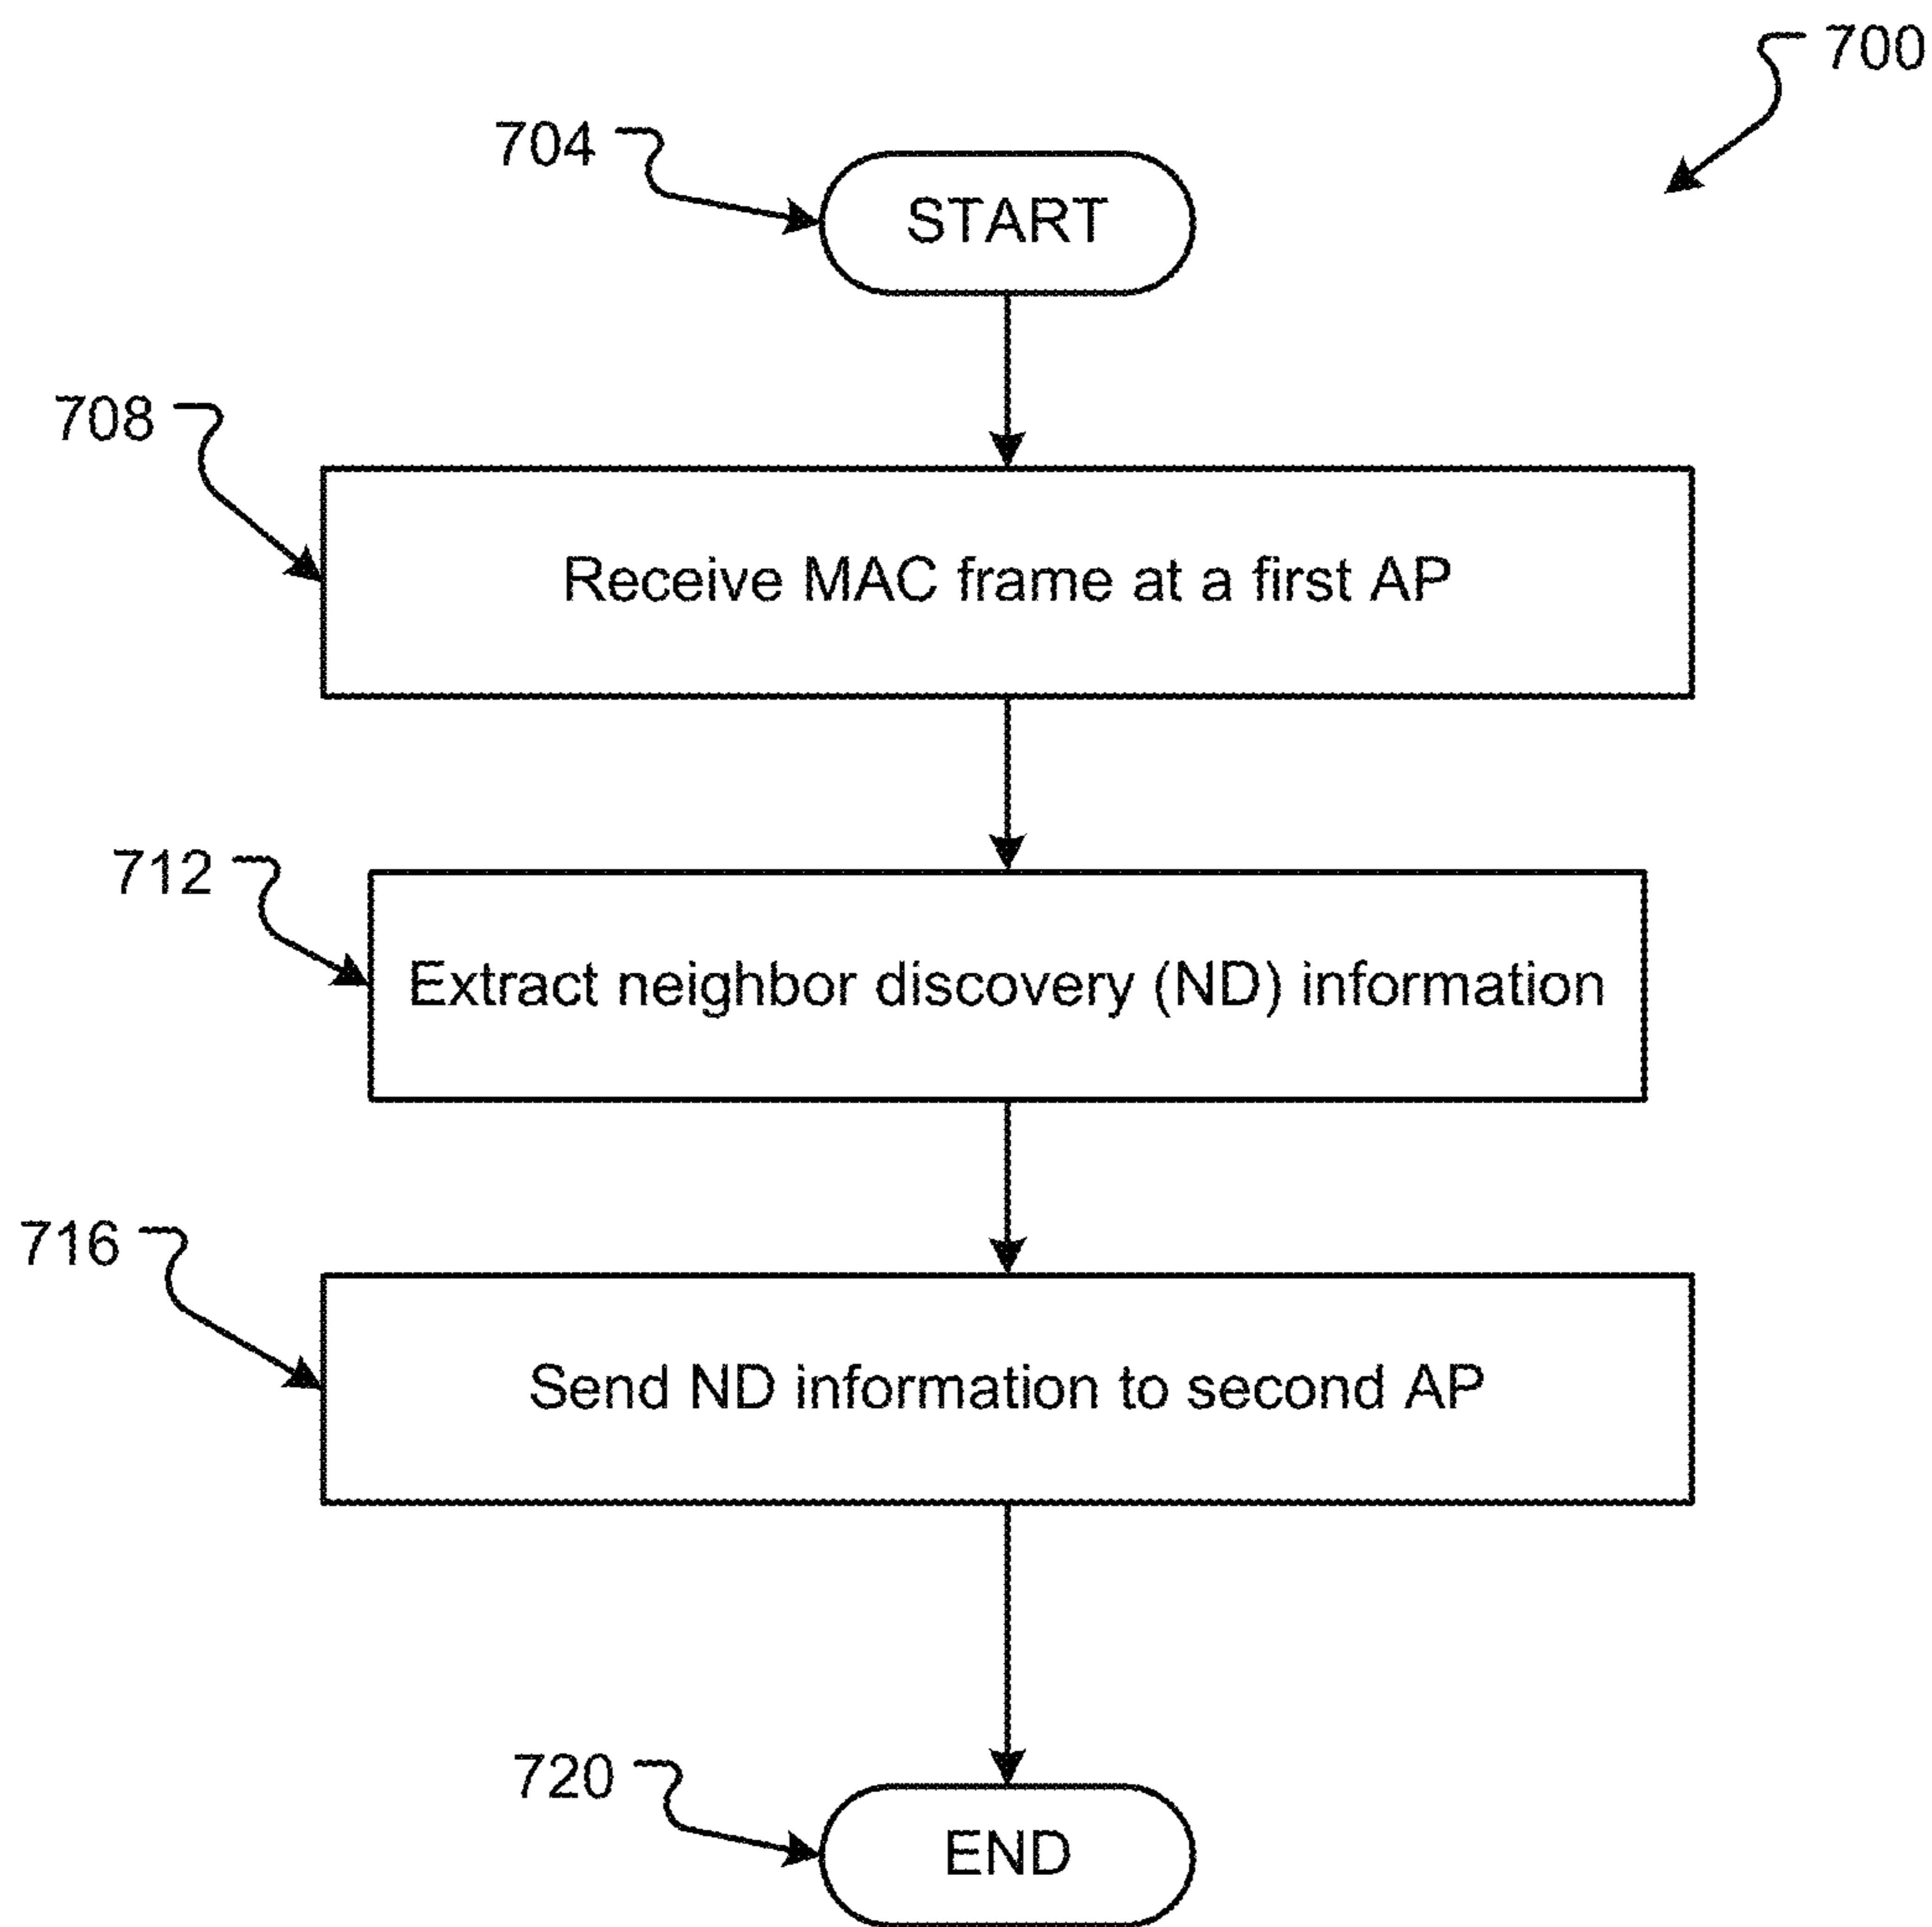 700
704
START
708
Receive MAC frame at a first AP
712
Extract neighbor discovery (ND) information
716
Send ND information to second AP
720
END